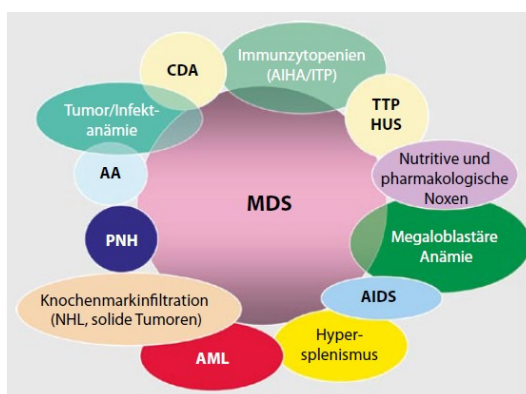 Immunzytopenien
(AIHA/ITP)
CDA
TTP
HUS
Tumor/Infekt-
anämie
AA
Nutritive und
pharmakologische
Noxen
MDS
PNH
Megaloblastäre
Anämie
Knochenmarkinfiltration
(NHL, solide Tumoren)
AIDS
Hyper-
splenismus
AML